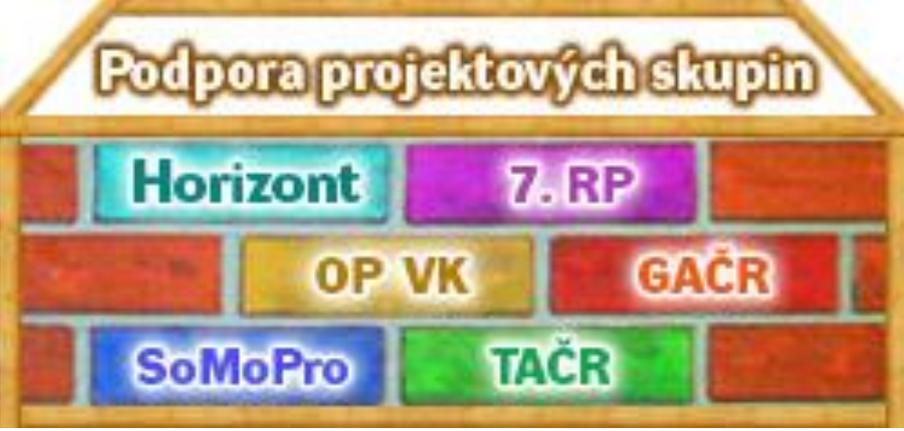 Podpora projektových skupin
Horizont 7. RP
OP VK GAČR
SoMoPro TAČR